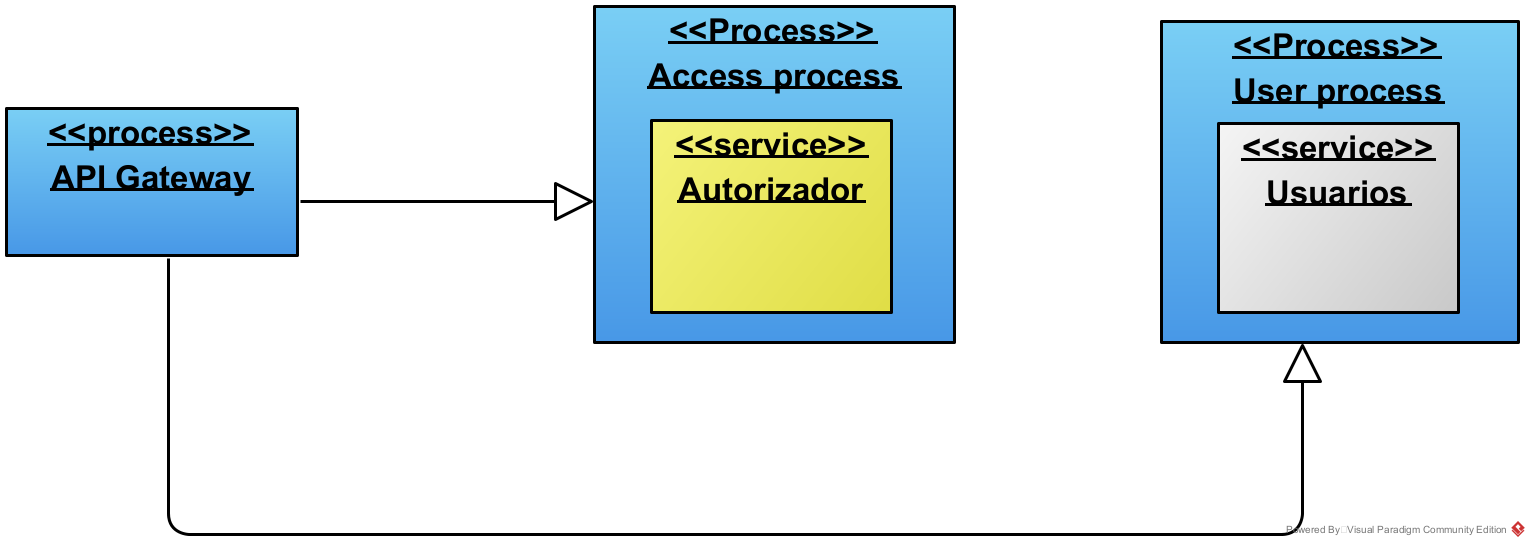 <<process>>
API Gateway
<<Process>>
Access process
<<service>>
Autorizador
<<Process>>
User process
<<service>>
Usuarios
Powered By Visual Paradigm Community Edition